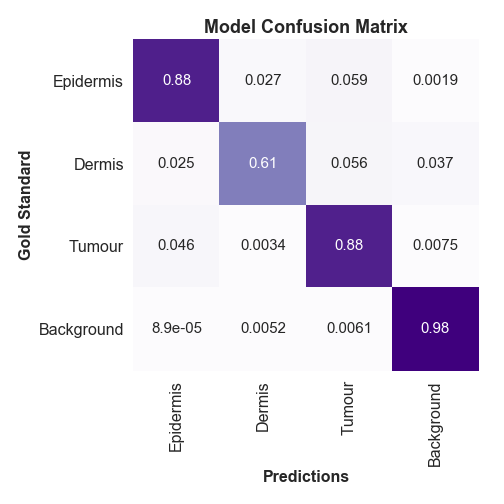 Model Confusion Matrix
Gold Standard
Epidermis 0.88 0.027 0.059 0.0019
Dermis 0.025 0.61 0.056 0.037
Tumour 0.046 0.0034 0.88 0.0075
Background 8.9e-05 0.0052 0.0061 0.98
Epidermis Dermis Tumour Background
Predictions